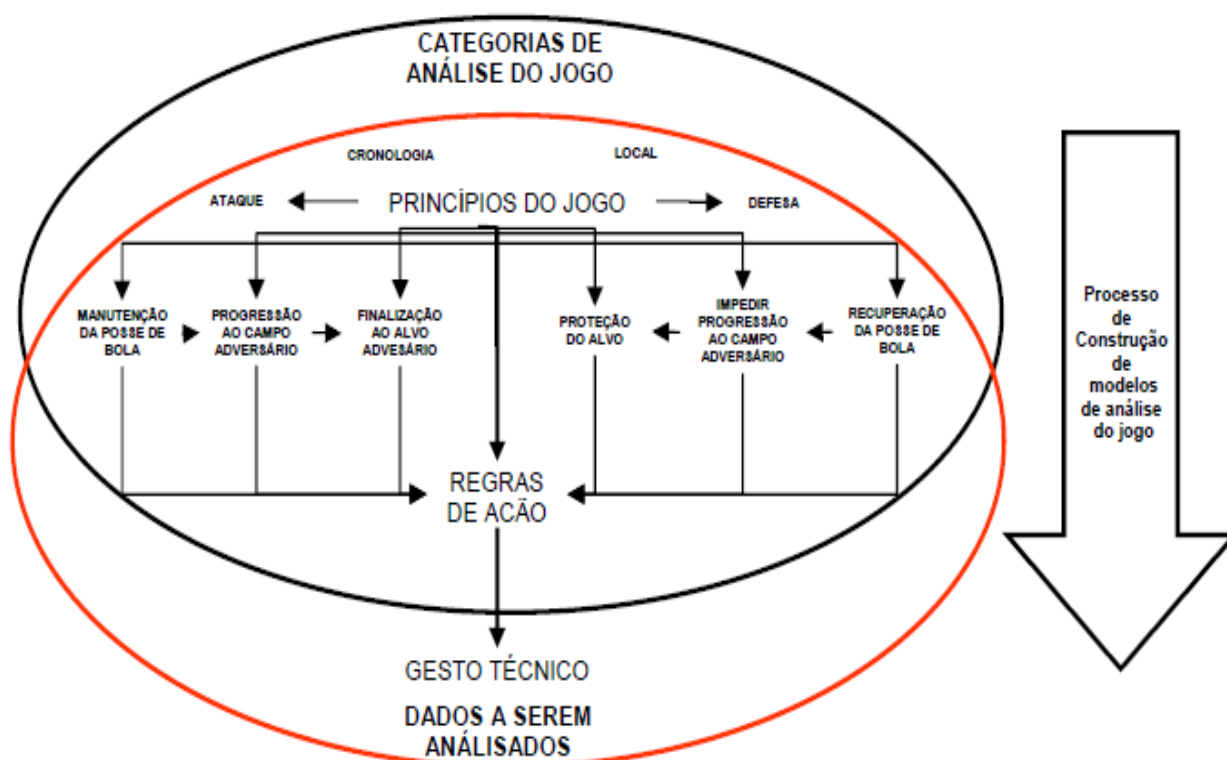 CATEGORIAS DE
ANÁLISE DO JOGO
CRONOLOGIA
LOCAL
ATAQUE
PRINCÍPIOS DO JOGO
DEFESA
MANUTENÇÃO
DA POSSE DE
BOLA
PROGRESSÃO
AO CAMPO
ADVERSÁRIO
FINALIZAÇÃO
AO ALVO
ADVESÁRIO
PROTEÇÃO
DO ALVO
IMPEDIR
PROGRESSÃO
AO CAMPO
ADVERSÁRIO
RECUPERAÇÃO
DA POSSE DE
BOLA
REGRAS
DE ACÃO
GESTO TÉCNICO
DADOS A SEREM
ANÁLISADOS
Processo
de
Construção
de
modelos
de análise
do jogo